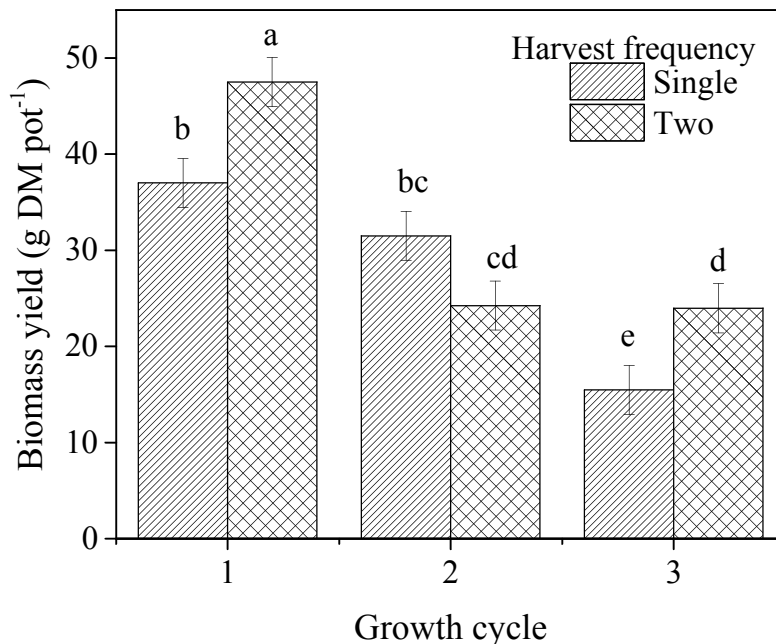 Biomass yield (g DM pot⁻¹)
50
40
30
20
10
0
Harvest frequency
Single
Two
b
a
bc
cd
e
d
1
2
3
Growth cycle